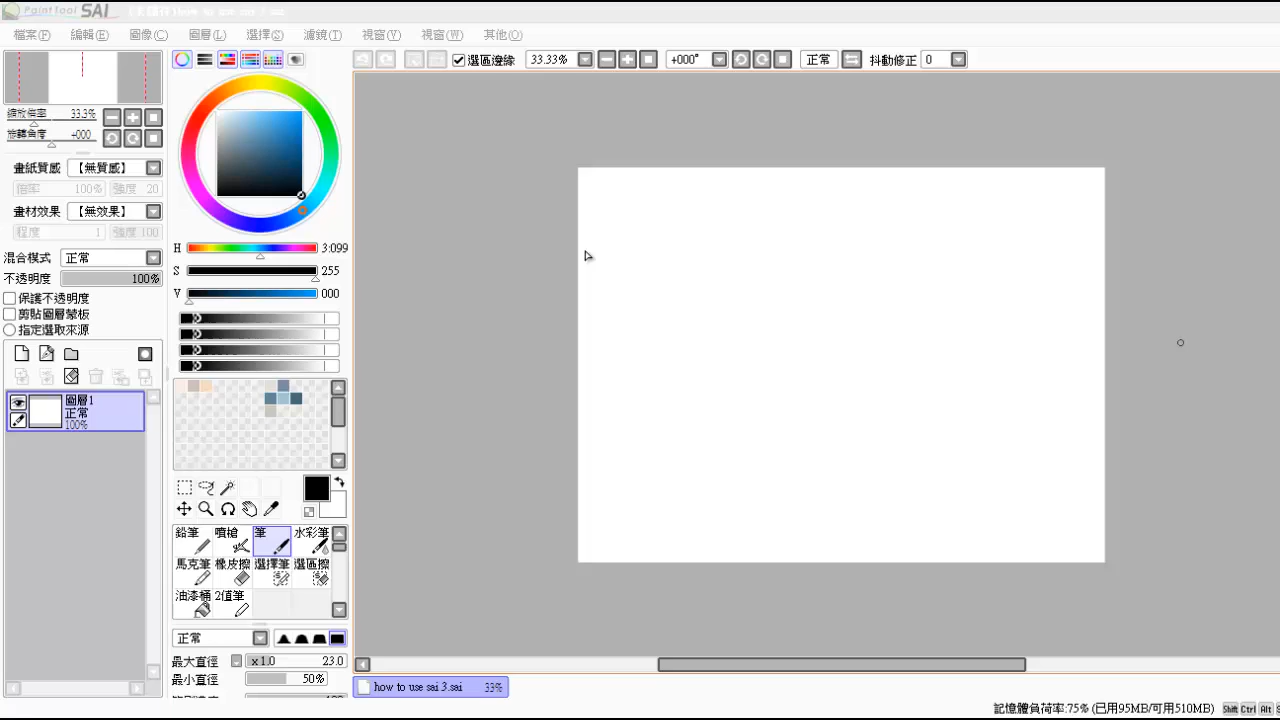 PaintTool SAI
檔案(F) 編輯(E) 圖像(C) 圖層(L) 選擇(S) 濾鏡(T) 視窗(Y) 視窗(W) 其他(O)
選區邊緣 33.33% +000° 正常 抖動修正 0
縮放倍率 33.3%
旋轉角度 +000
畫紙質感 【無質感】
倍率 100% 強度 20
畫材效果 【無效果】
程度 1 強度 100
混合模式 正常
不透明度 100%
保護不透明度
剪貼圖層蒙板
指定選取來源
圖層1
正常
100%
H 3:099
S 255
V 000
鉛筆 噴槍 筆 水彩筆
馬克筆 橡皮擦 選擇筆 選區擦
油漆桶 2值筆
正常
最大直徑 x1.0 23.0
最小直徑 50%
how to use sai 3.sai 33%
記憶體負荷率:75% (已用95MB/可用510MB) Shift Ctrl Alt